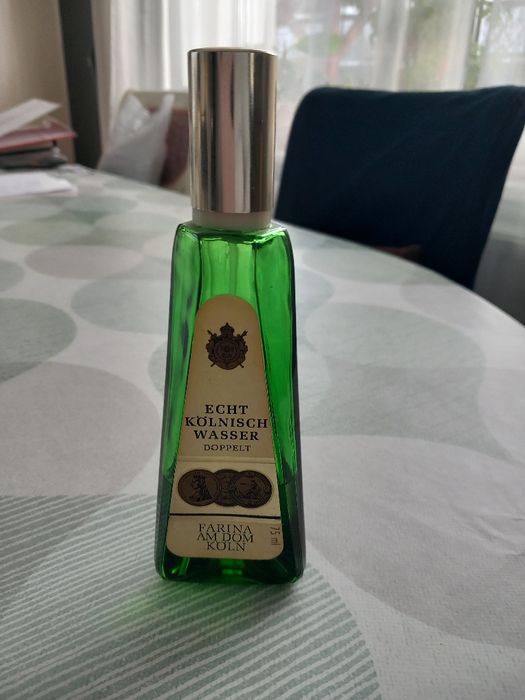 ECHT
KÖLNISCH
WASSER
DOPPELT
FARINA
AM DOM
KÖLN
75 ml